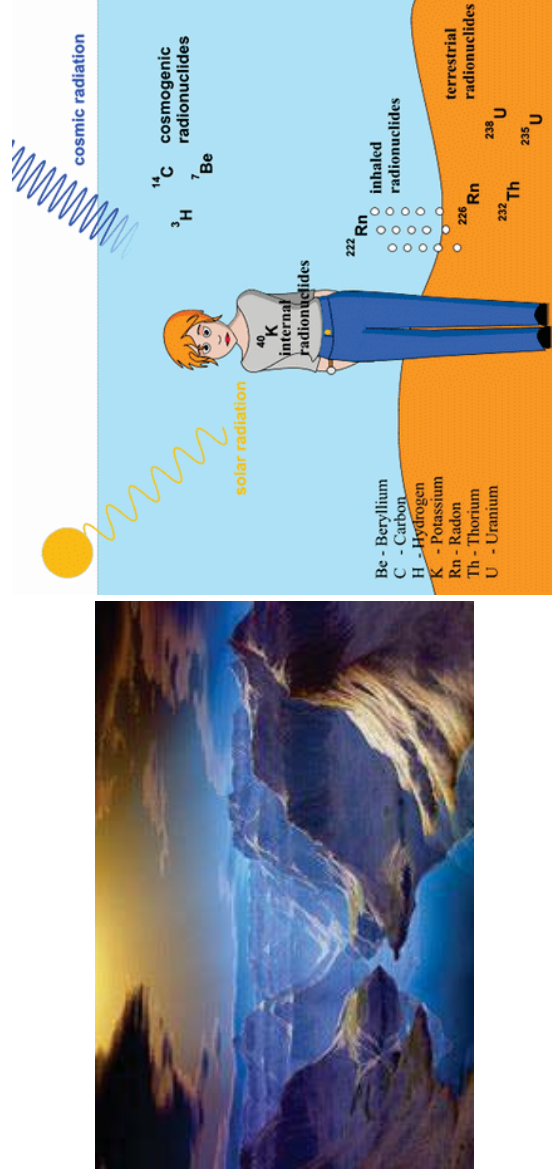 cosmic radiation
cosmogenic
radionuclides
14C
7Be
3H
solar radiation
40K
internal
radionuclides
222Rn
inhaled
radionuclides
terrestrial
radionuclides
226Rn
238U
232Th
235U
Be - Beryllium
C - Carbon
H - Hydrogen
K - Potassium
Rn - Radon
Th - Thorium
U - Uranium